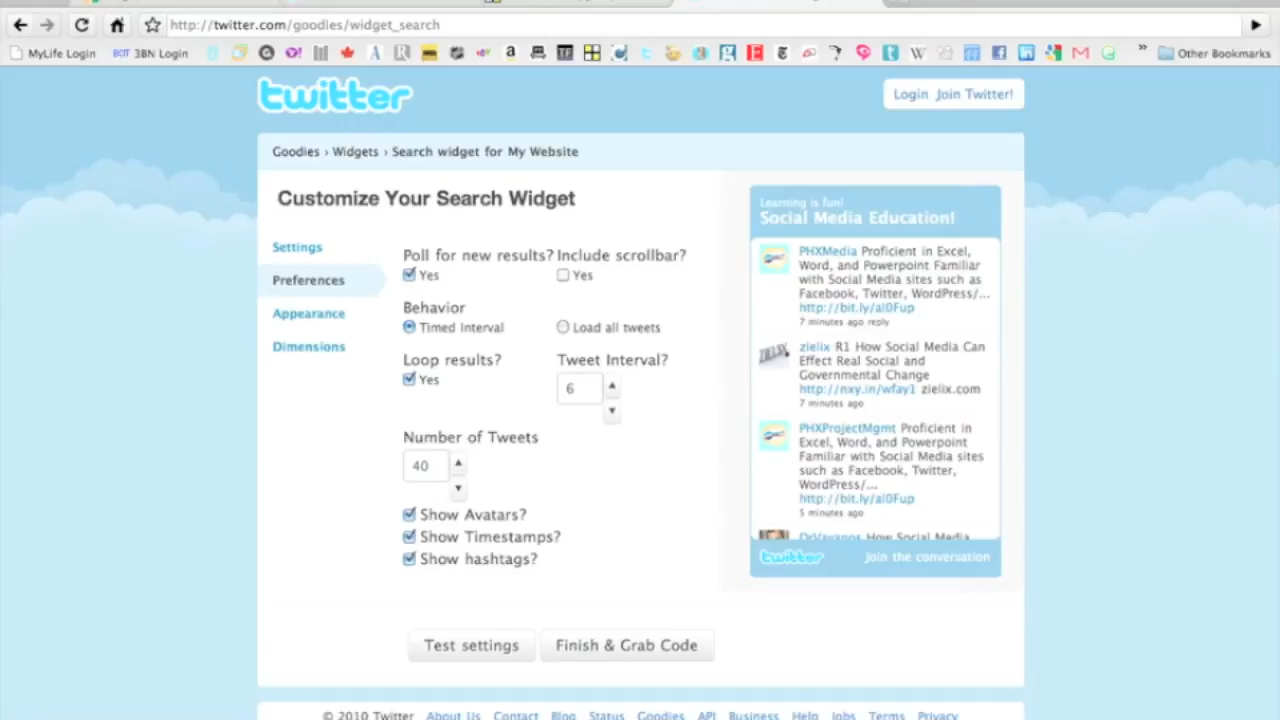 http://twitter.com/goodies/widget_search
MyLife Login
BCIT 3BN Login
Other Bookmarks
twitter
Login Join Twitter!
Goodies › Widgets › Search widget for My Website
Customize Your Search Widget
Settings
Preferences
Appearance
Dimensions
Poll for new results? Include scrollbar?
Yes
Yes
Behavior
Timed Interval
Load all tweets
Loop results?
Tweet Interval?
Yes
6
Number of Tweets
40
Show Avatars?
Show Timestamps?
Show hashtags?
Test settings
Finish & Grab Code
Learning is fun!
Social Media Education!
PHXMedia Proficient in Excel,
Word, and Powerpoint Familiar
with Social Media sites such as
Facebook, Twitter, WordPress/...
http://bit.ly/al0Fup
7 minutes ago reply
zielix R1 How Social Media Can
Effect Real Social and
Governmental Change
http://nxy.in/wfay1 zielix.com
7 minutes ago
PHXProjectMgmt Proficient in
Excel, Word, and Powerpoint
Familiar with Social Media sites
such as Facebook, Twitter,
WordPress/...
http://bit.ly/al0Fup
5 minutes ago
DrVayanos How Social Media
twitter
Join the conversation
© 2010 Twitter About Us Contact Blog Status Goodies API Business Help Jobs Terms Privacy